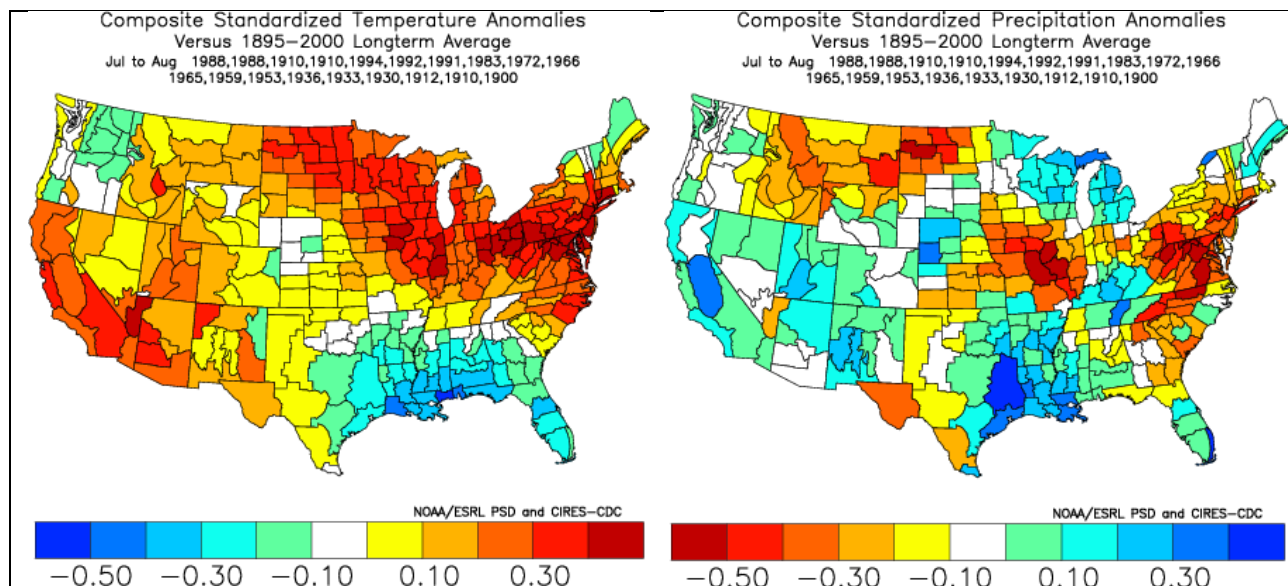 Composite Standardized Temperature Anomalies
Versus 1895-2000 Longterm Average
Jul to Aug 1988,1988,1910,1910,1994,1992,1991,1983,1972,1966
1965,1959,1953,1936,1933,1930,1912,1910,1900
NOAA/ESRL PSD and CIRES-CDC
-0.50 -0.30 -0.10 0.10 0.30
Composite Standardized Precipitation Anomalies
Versus 1895-2000 Longterm Average
Jul to Aug 1988,1988,1910,1910,1994,1992,1991,1983,1972,1966
1965,1959,1953,1936,1933,1930,1912,1910,1900
NOAA/ESRL PSD and CIRES-CDC
-0.50 -0.30 -0.10 0.10 0.30